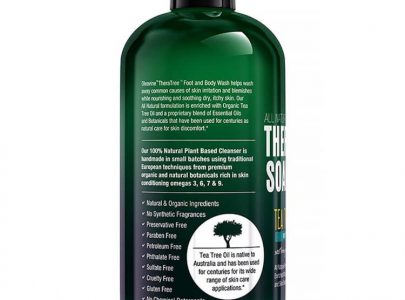 Oleavine™ TheraTree™ Foot and Body Wash helps wash
away common causes of skin irritation and blemishes
while nourishing and soothing dry, itchy skin. Our
All Natural formulation is enriched with Organic Tea
Tree Oil and a proprietary blend of Essential Oils
and Botanicals that have been used for centuries as
natural care for skin discomfort.*
Our 100% Natural Plant Based Cleanser is
handmade in small batches using traditional
European techniques from premium
organic and natural botanicals rich in skin
conditioning omegas 3, 6, 7 & 9.
✓ Natural & Organic Ingredients
✓ No Synthetic Fragrances
✓ Preservative Free
✓ Paraben Free
✓ Petroleum Free
✓ Phthalate Free
✓ Sulfate Free
✓ Cruelty Free
✓ Gluten Free
Tea Tree Oil is native to
Australia and has been
used for centuries for its
wide range of skin care
applications.*
ALL NATU
THE
SOA
TEA